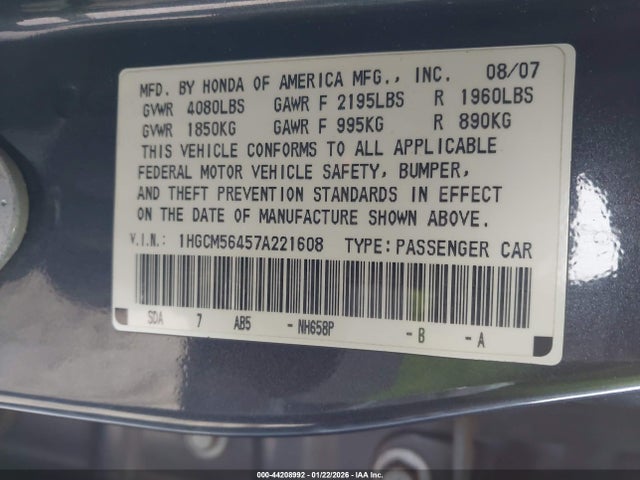 MFD. BY HONDA OF AMERICA MFG., INC. 08/07
GVWR 4080LBS GAWR F 2195LBS R 1960LBS
GVWR 1850KG GAWR F 995KG R 890KG
THIS VEHICLE CONFORMS TO ALL APPLICABLE
FEDERAL MOTOR VEHICLE SAFETY, BUMPER,
AND THEFT PREVENTION STANDARDS IN EFFECT
ON THE DATE OF MANUFACTURE SHOWN ABOVE.
V.I.N.: 1HGCM56457A221608 TYPE:PASSENGER CAR
SDA 7 AB5 -NH658P -B -A
000-44208992 | 01/22/2026 | IAA Inc.